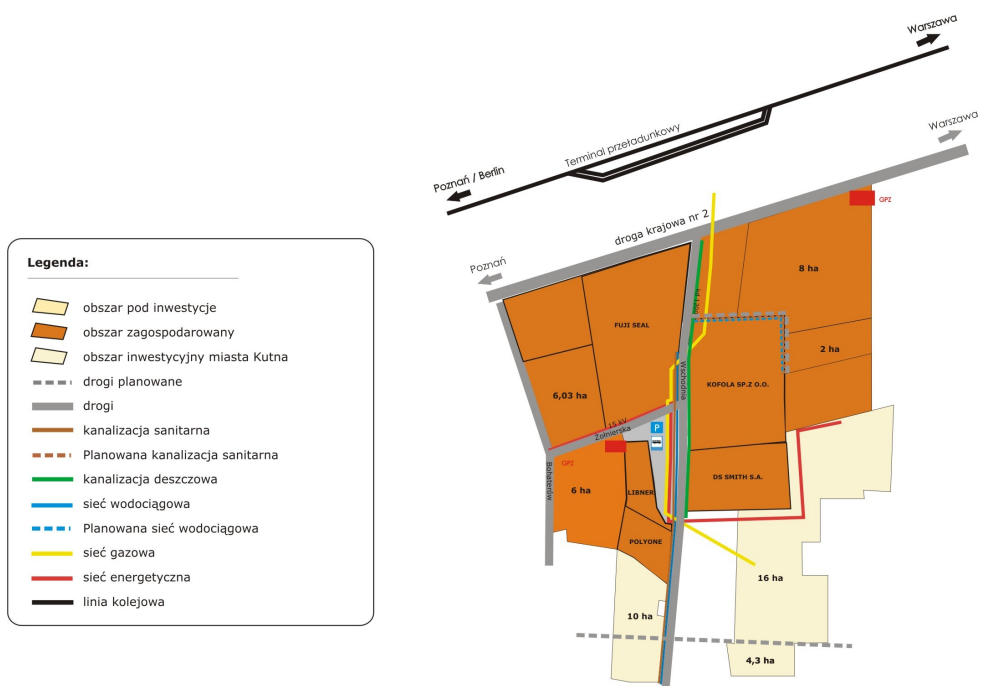 Warszawa
Terminal przeładunkowy
Poznań / Berlin
Warszawa
droga krajowa nr 2
Poznań
GPZ
8 ha
FUJI SEAL
2 ha
KOFOLA SP.Z O.O.
Wschodnia
6,03 ha
15 kV
Żołnierska
P
GPZ
Bohaterów
6 ha
LIBNER
DS SMITH S.A.
POLYONE
16 ha
10 ha
4,3 ha
Legenda:
obszar pod inwestycje
obszar zagospodarowany
obszar inwestycyjny miasta Kutna
drogi planowane
drogi
kanalizacja sanitarna
Planowana kanalizacja sanitarna
kanalizacja deszczowa
sieć wodociągowa
Planowana sieć wodociągowa
sieć gazowa
sieć energetyczna
linia kolejowa